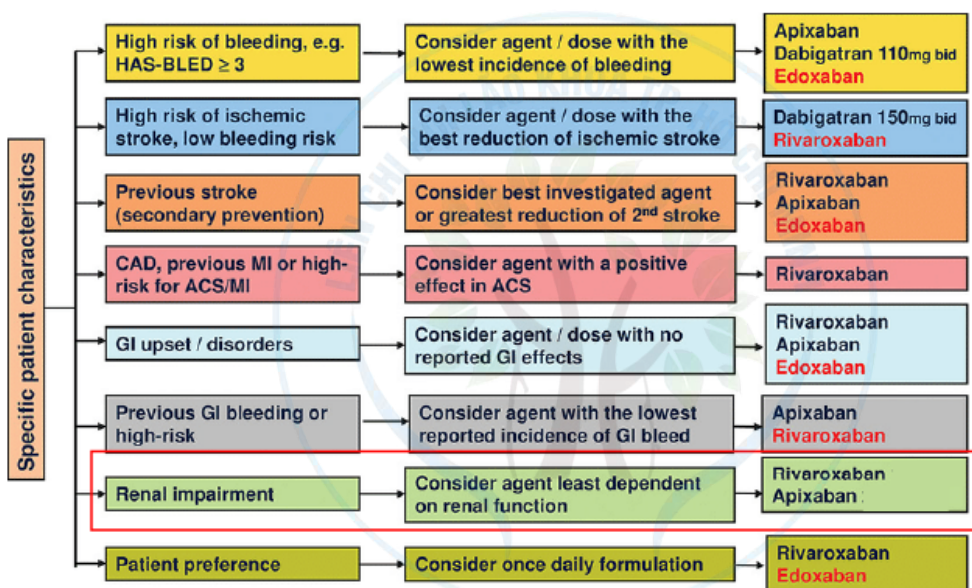 Specific patient characteristics
High risk of bleeding, e.g.
HAS-BLED ≥ 3
Consider agent / dose with the
lowest incidence of bleeding
Apixaban
Dabigatran 110mg bid
Edoxaban
High risk of ischemic
stroke, low bleeding risk
Consider agent / dose with the
best reduction of ischemic stroke
Dabigatran 150mg bid
Rivaroxaban
Previous stroke
(secondary prevention)
Consider best investigated agent
or greatest reduction of 2nd stroke
Rivaroxaban
Apixaban
Edoxaban
CAD, previous MI or high-
risk for ACS/MI
Consider agent with a positive
effect in ACS
Rivaroxaban
GI upset / disorders
Consider agent / dose with no
reported GI effects
Rivaroxaban
Apixaban
Edoxaban
Previous GI bleeding or
high-risk
Consider agent with the lowest
reported incidence of GI bleed
Apixaban
Rivaroxaban
Renal impairment
Consider agent least dependent
on renal function
Rivaroxaban
Apixaban
Patient preference
Consider once daily formulation
Rivaroxaban
Edoxaban